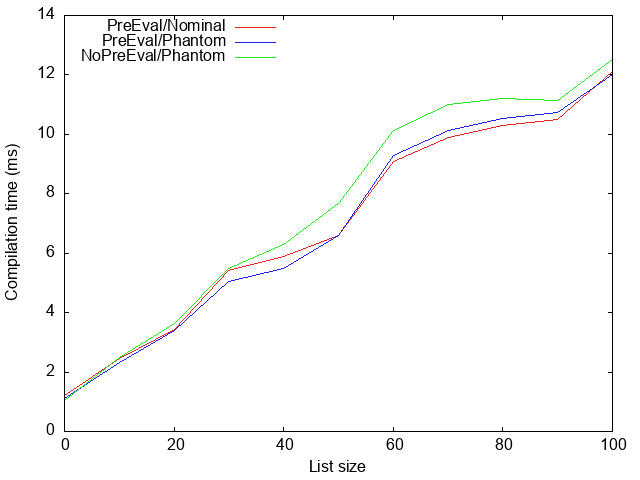 PreEval/Nominal
PreEval/Phantom
NoPreEval/Phantom
14
12
10
8
6
4
2
0
Compilation time (ms)
0 20 40 60 80 100
List size